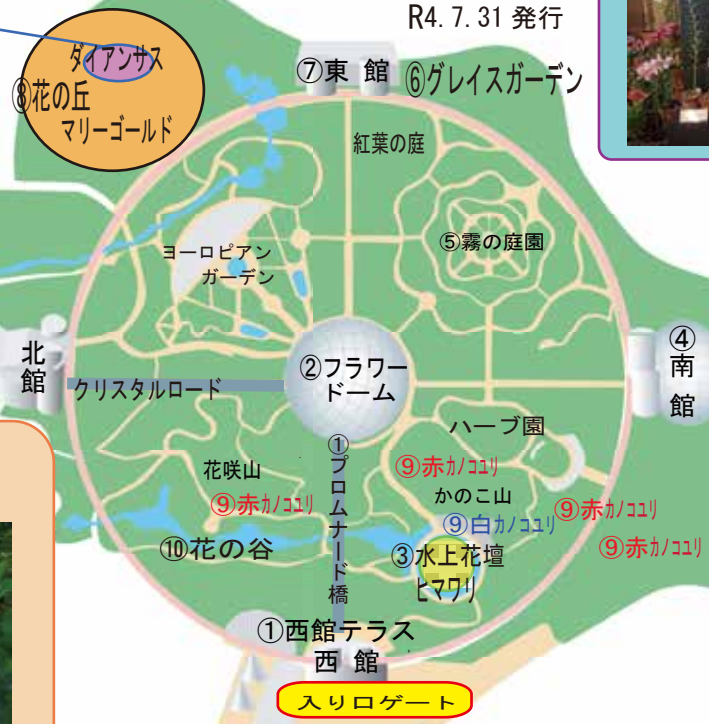 R4.7.31 発行
ダイアンサス
⑧花の丘
マリーゴールド
⑦東 館
⑥グレイスガーデン
紅葉の庭
⑤霧の庭園
ヨーロピアン
ガーデン
北
館
②フラワー
ドーム
④
南
館
クリスタルロード
①プロムナード橋
ハーブ園
花咲山
⑨赤カノコユリ
⑨赤カノコユリ
かのこ山
⑨白カノコユリ
⑨赤カノコユリ
⑨赤カノコユリ
⑩花の谷
③水上花壇
ヒマワリ
①西館テラス
西 館
入り口ゲート